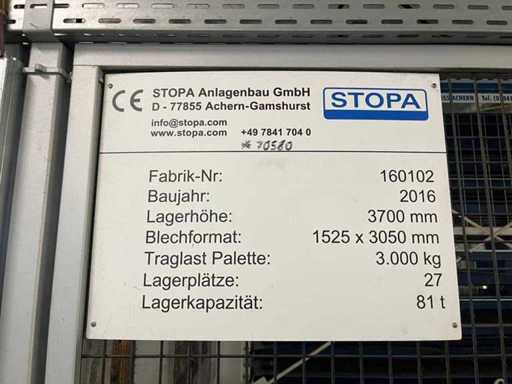 CE STOPA Anlagenbau GmbH
D - 77855 Achern-Gamshurst
info@stopa.com
www.stopa.com +49 7841 704 0
STOPA
Fabrik-Nr: 160102
Baujahr: 2016
Lagerhöhe: 3700 mm
Blechformat: 1525 x 3050 mm
Traglast Palette: 3.000 kg
Lagerplätze: 27
Lagerkapazität: 81 t